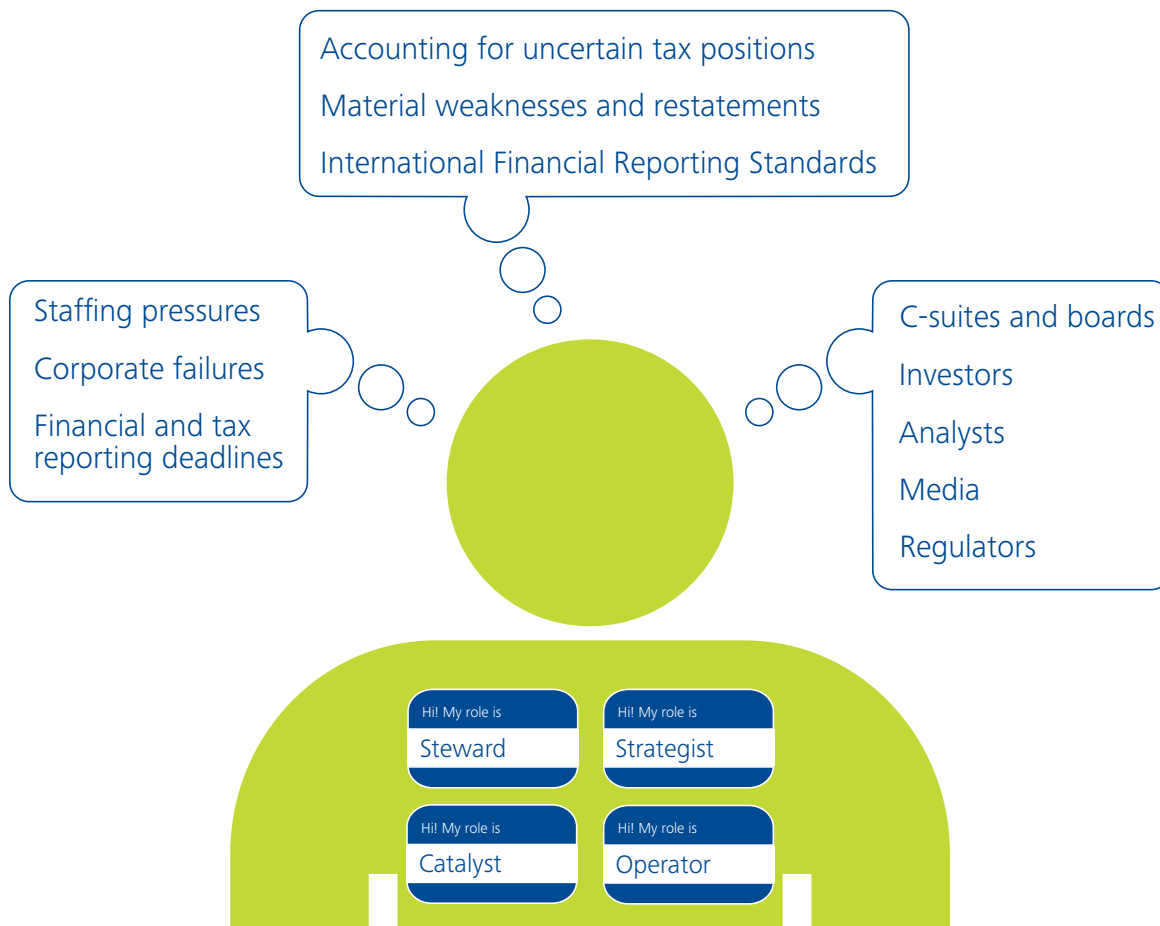 Accounting for uncertain tax positions
Material weaknesses and restatements
International Financial Reporting Standards
Staffing pressures
Corporate failures
Financial and tax
reporting deadlines
C-suites and boards
Investors
Analysts
Media
Regulators
Hi! My role is
Steward
Hi! My role is
Strategist
Hi! My role is
Catalyst
Hi! My role is
Operator